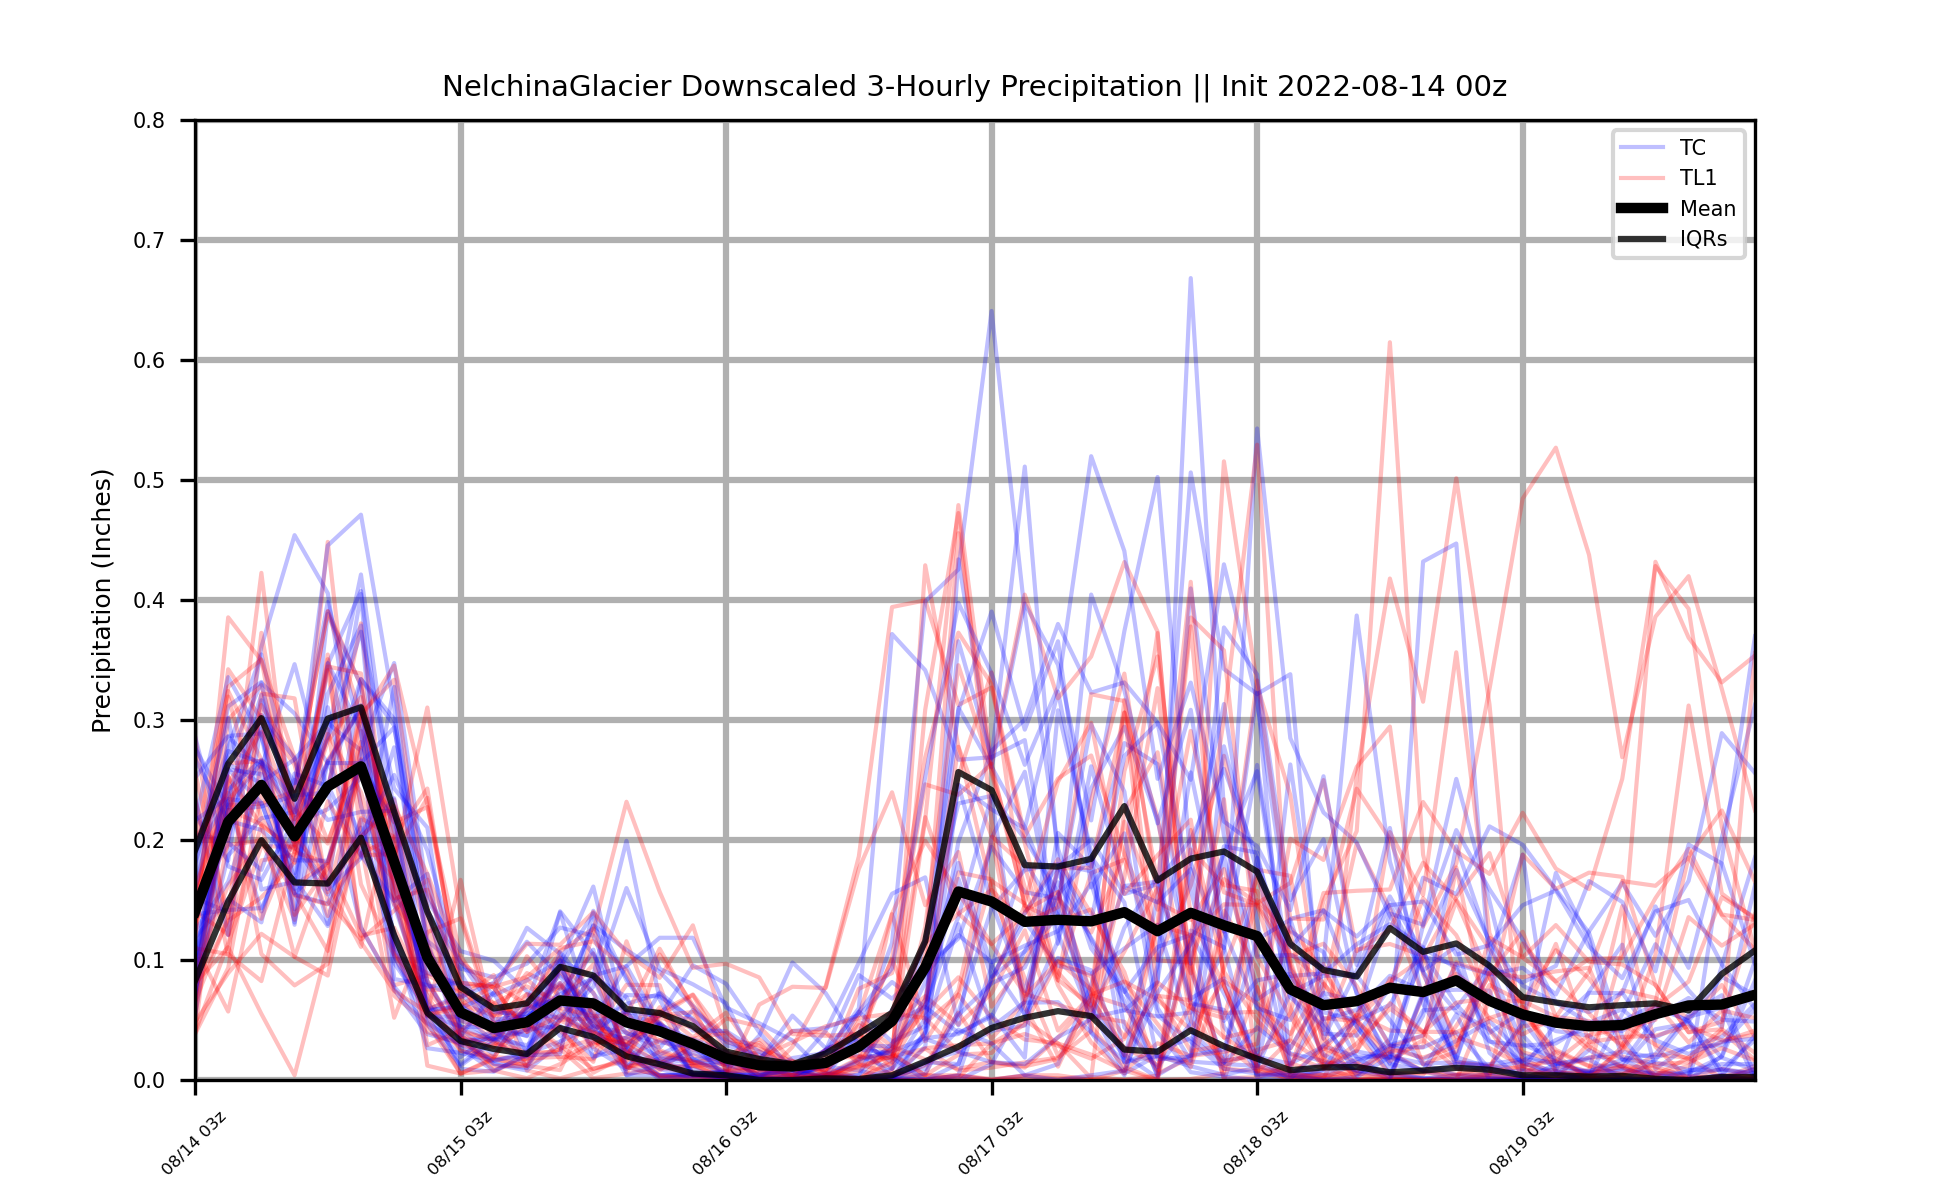 NelchinaGlacier Downscaled 3-Hourly Precipitation || Init 2022-08-14 00z
Precipitation (Inches)
0.8
0.7
0.6
0.5
0.4
0.3
0.2
0.1
0.0
TC
TL1
Mean
IQRs
08/14 03z
08/15 03z
08/16 03z
08/17 03z
08/18 03z
08/19 03z